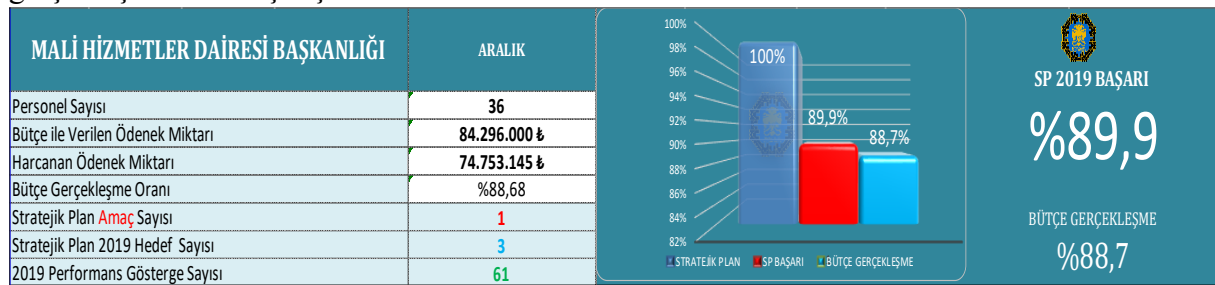 MALİ HİZMETLER DAİRESİ BAŞKANLIĞI ARALIK
Personel Sayısı 36
Bütçe ile Verilen Ödenek Miktarı 84.296.000 ₺
Harcanan Ödenek Miktarı 74.753.145 ₺
Bütçe Gerçekleşme Oranı %88,68
Stratejik Plan Amaç Sayısı 1
Stratejik Plan 2019 Hedef Sayısı 3
2019 Performans Gösterge Sayısı 61
100%
98%
96%
94%
92%
90%
88%
86%
84%
82%
100%
89,9%
88,7%
STRATEJİK PLAN SP BAŞARI BÜTÇE GERÇEKLEŞME
SP 2019 BAŞARI
%89,9
BÜTÇE GERÇEKLEŞME
%88,7